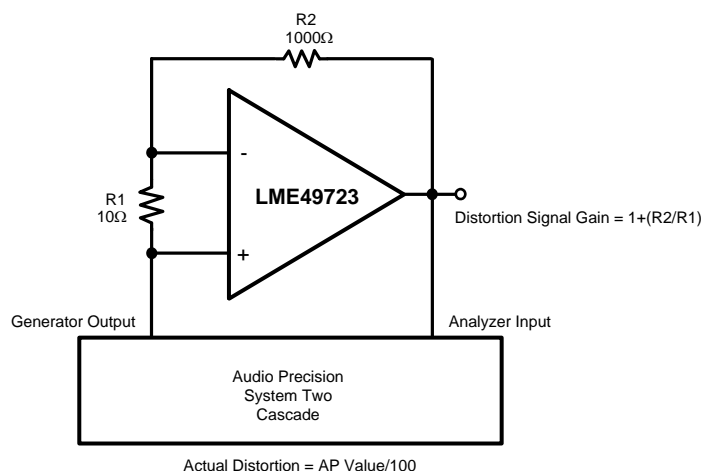 R2
1000Ω
-
LME49723
R1
10Ω
Distortion Signal Gain = 1+(R2/R1)
+
Generator Output
Analyzer Input
Audio Precision
System Two
Cascade
Actual Distortion = AP Value/100